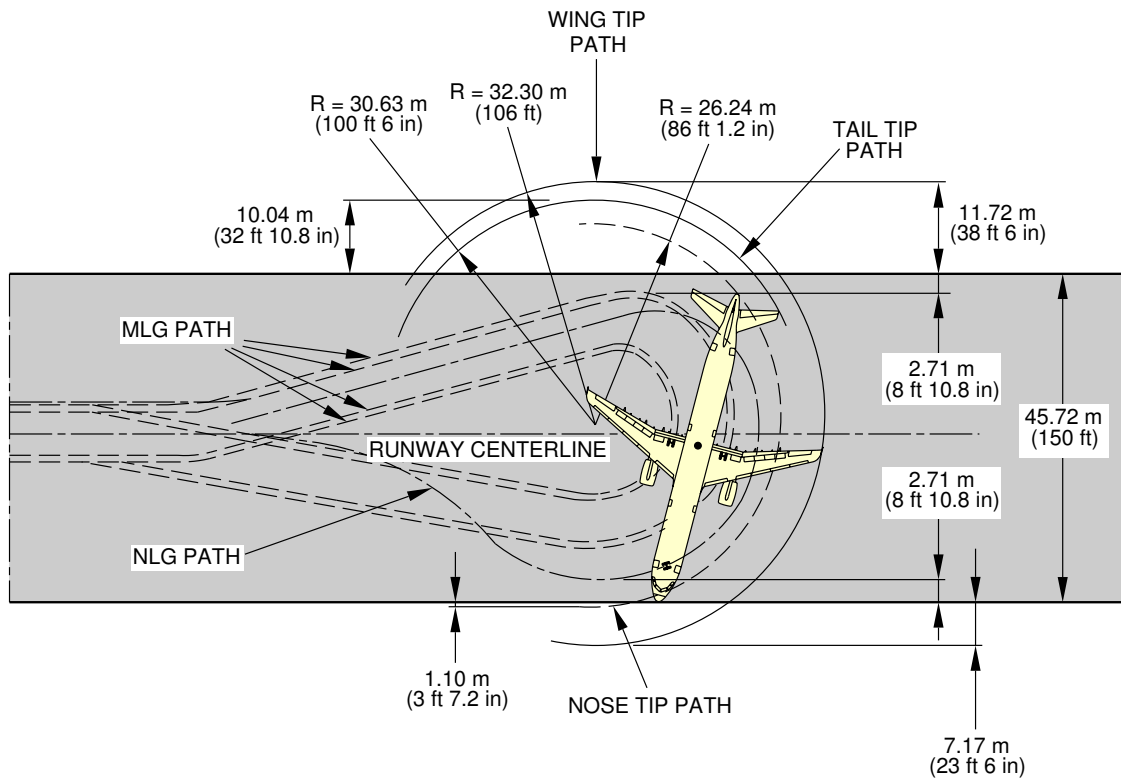 WING TIP
PATH
R = 32.30 m
(106 ft)
R = 30.63 m
(100 ft 6 in)
R = 26.24 m
(86 ft 1.2 in)
TAIL TIP
PATH
10.04 m
(32 ft 10.8 in)
11.72 m
(38 ft 6 in)
MLG PATH
2.71 m
(8 ft 10.8 in)
45.72 m
(150 ft)
RUNWAY CENTERLINE
2.71 m
(8 ft 10.8 in)
NLG PATH
1.10 m
(3 ft 7.2 in)
NOSE TIP PATH
7.17 m
(23 ft 6 in)